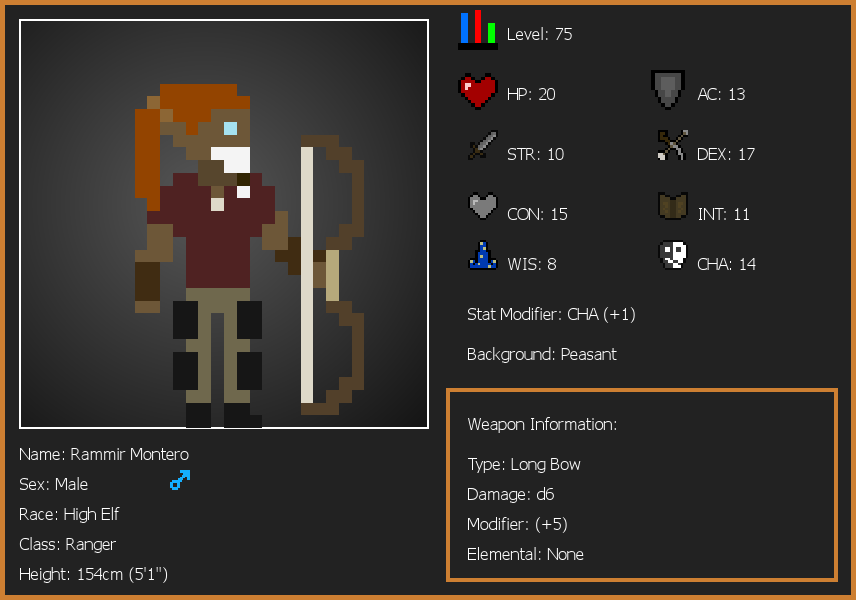 Level: 75
HP: 20
AC: 13
STR: 10
DEX: 17
CON: 15
INT: 11
WIS: 8
CHA: 14
Stat Modifier: CHA (+1)
Background: Peasant
Weapon Information:
Type: Long Bow
Damage: d6
Modifier: (+5)
Elemental: None
Name: Rammir Montero
Sex: Male
Race: High Elf
Class: Ranger
Height: 154cm (5'1")